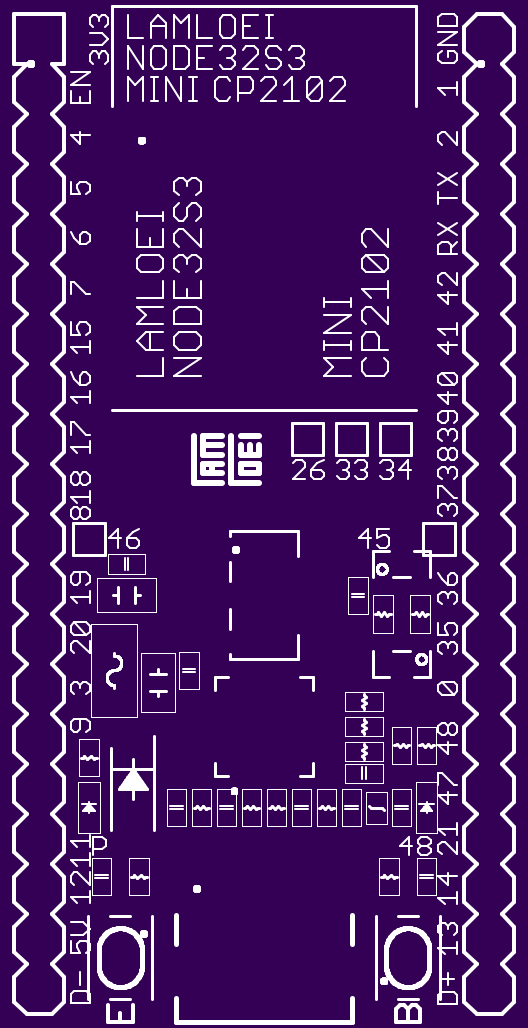 LAMLOEI
NODE32S3
MINI CP2102
LAMLOEI
NODE32S3
MINI
CP2102
3V3
EN
4
5
6
7
15
16
17
18
8
46
19
20
3
9
11
P
12
5V
D-
GND
1
2
TX
RX
42
41
40
39
38
37
45
36
35
0
48
47
21
48
14
13
D+
LAM
LOEI
26 33 34
E
B